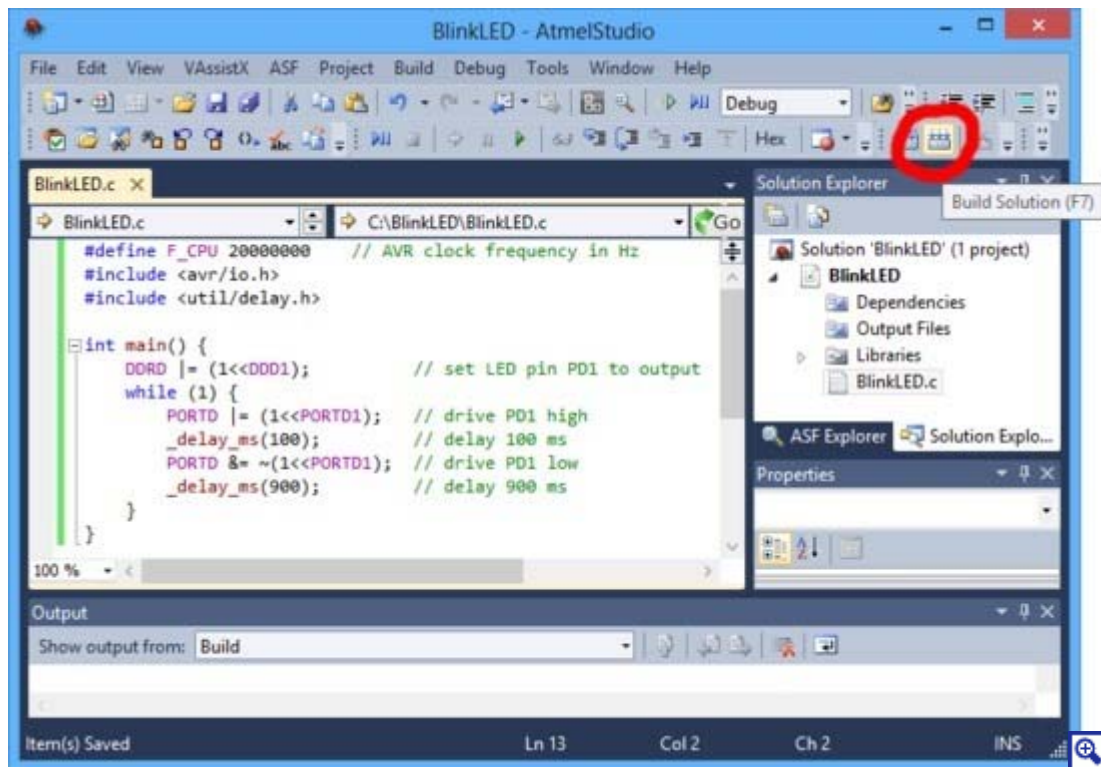 BlinkLED - AtmelStudio
File Edit View VAssistX ASF Project Build Debug Tools Window Help
Debug
Hex
BlinkLED.c
Solution Explorer
Build Solution (F7)
BlinkLED.c C:\BlinkLED\BlinkLED.c Go
#define F_CPU 20000000 // AVR clock frequency in Hz
#include <avr/io.h>
#include <util/delay.h>
int main() {
DDRD |= (1<<DDD1); // set LED pin PD1 to output
while (1) {
PORTD |= (1<<PORTD1); // drive PD1 high
_delay_ms(100); // delay 100 ms
PORTD &= ~(1<<PORTD1); // drive PD1 low
_delay_ms(900); // delay 900 ms
}
}
100 %
Solution 'BlinkLED' (1 project)
BlinkLED
Dependencies
Output Files
Libraries
BlinkLED.c
ASF Explorer Solution Explo...
Properties
Output
Show output from: Build
Item(s) Saved Ln 13 Col 2 Ch 2 INS